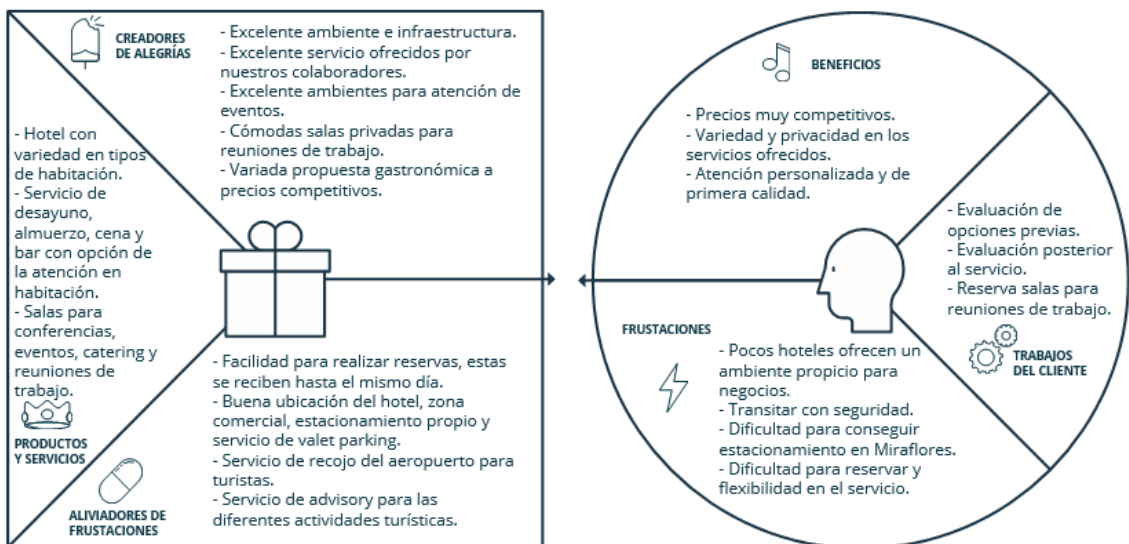 CREADORES
DE ALEGRÍAS
- Excelente ambiente e infraestructura.
- Excelente servicio ofrecidos por
nuestros colaboradores.
- Excelente ambientes para atención de
eventos.
- Cómodas salas privadas para
reuniones de trabajo.
- Variada propuesta gastronómica a
precios competitivos.
- Hotel con
variedad en tipos
de habitación.
- Servicio de
desayuno,
almuerzo, cena y
bar con opción de
la atención en
habitación.
- Salas para
conferencias,
eventos, catering y
reuniones de
trabajo.
PRODUCTOS
Y SERVICIOS
- Facilidad para realizar reservas, estas
se reciben hasta el mismo día.
- Buena ubicación del hotel, zona
comercial, estacionamiento propio y
servicio de valet parking.
- Servicio de recojo del aeropuerto para
turistas.
- Servicio de advisory para las
diferentes actividades turísticas.
ALIVIADORES DE
FRUSTACIONES
BENEFICIOS
- Precios muy competitivos.
- Variedad y privacidad en los
servicios ofrecidos.
- Atención personalizada y de
primera calidad.
- Evaluación de
opciones previas.
- Evaluación posterior
al servicio.
- Reserva salas para
reuniones de trabajo.
TRABAJOS
DEL CLIENTE
FRUSTACIONES
- Pocos hoteles ofrecen un
ambiente propicio para
negocios.
- Transitar con seguridad.
- Dificultad para conseguir
estacionamiento en Miraflores.
- Dificultad para reservar y
flexibilidad en el servicio.